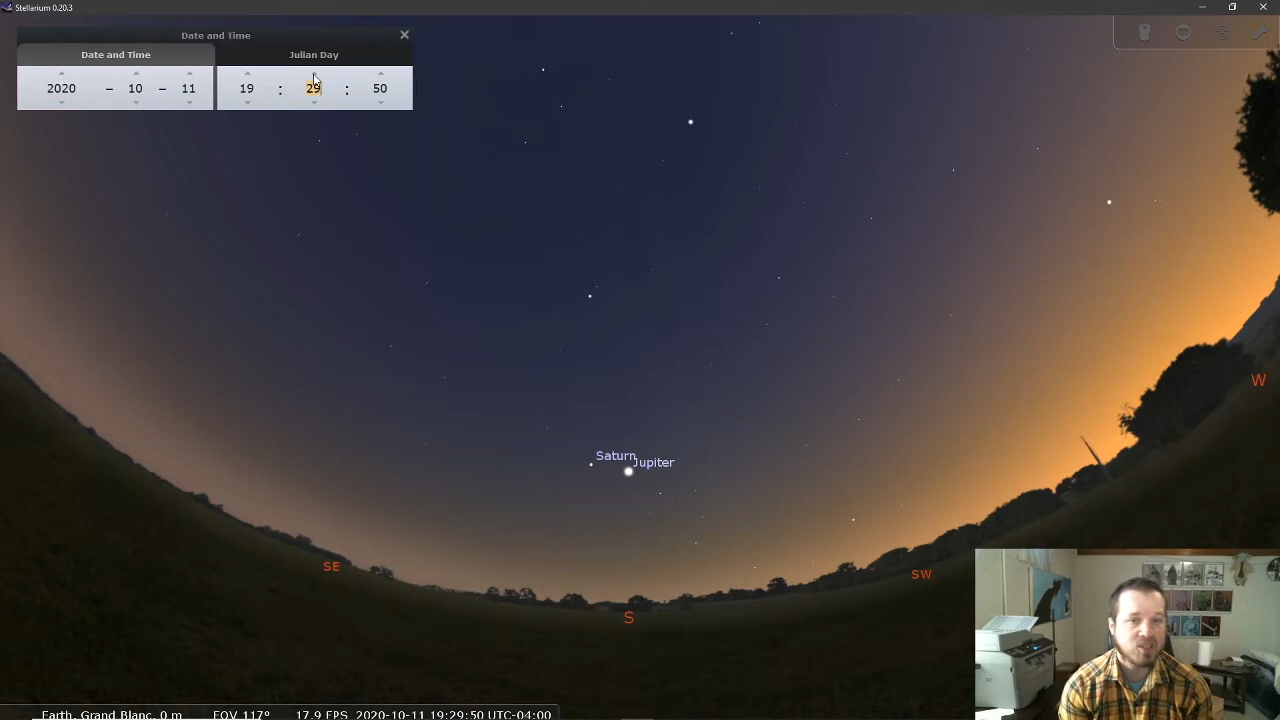 Stellarium 0.20.3
Date and Time
Date and Time
Julian Day
2020 - 10 - 11
19 : 29 : 50
W
Saturn
Jupiter
SE
SW
S
Earth, Grand Blanc, 0 m
FOV 117°
17.9 FPS
2020-10-11 19:29:50 UTC-04:00